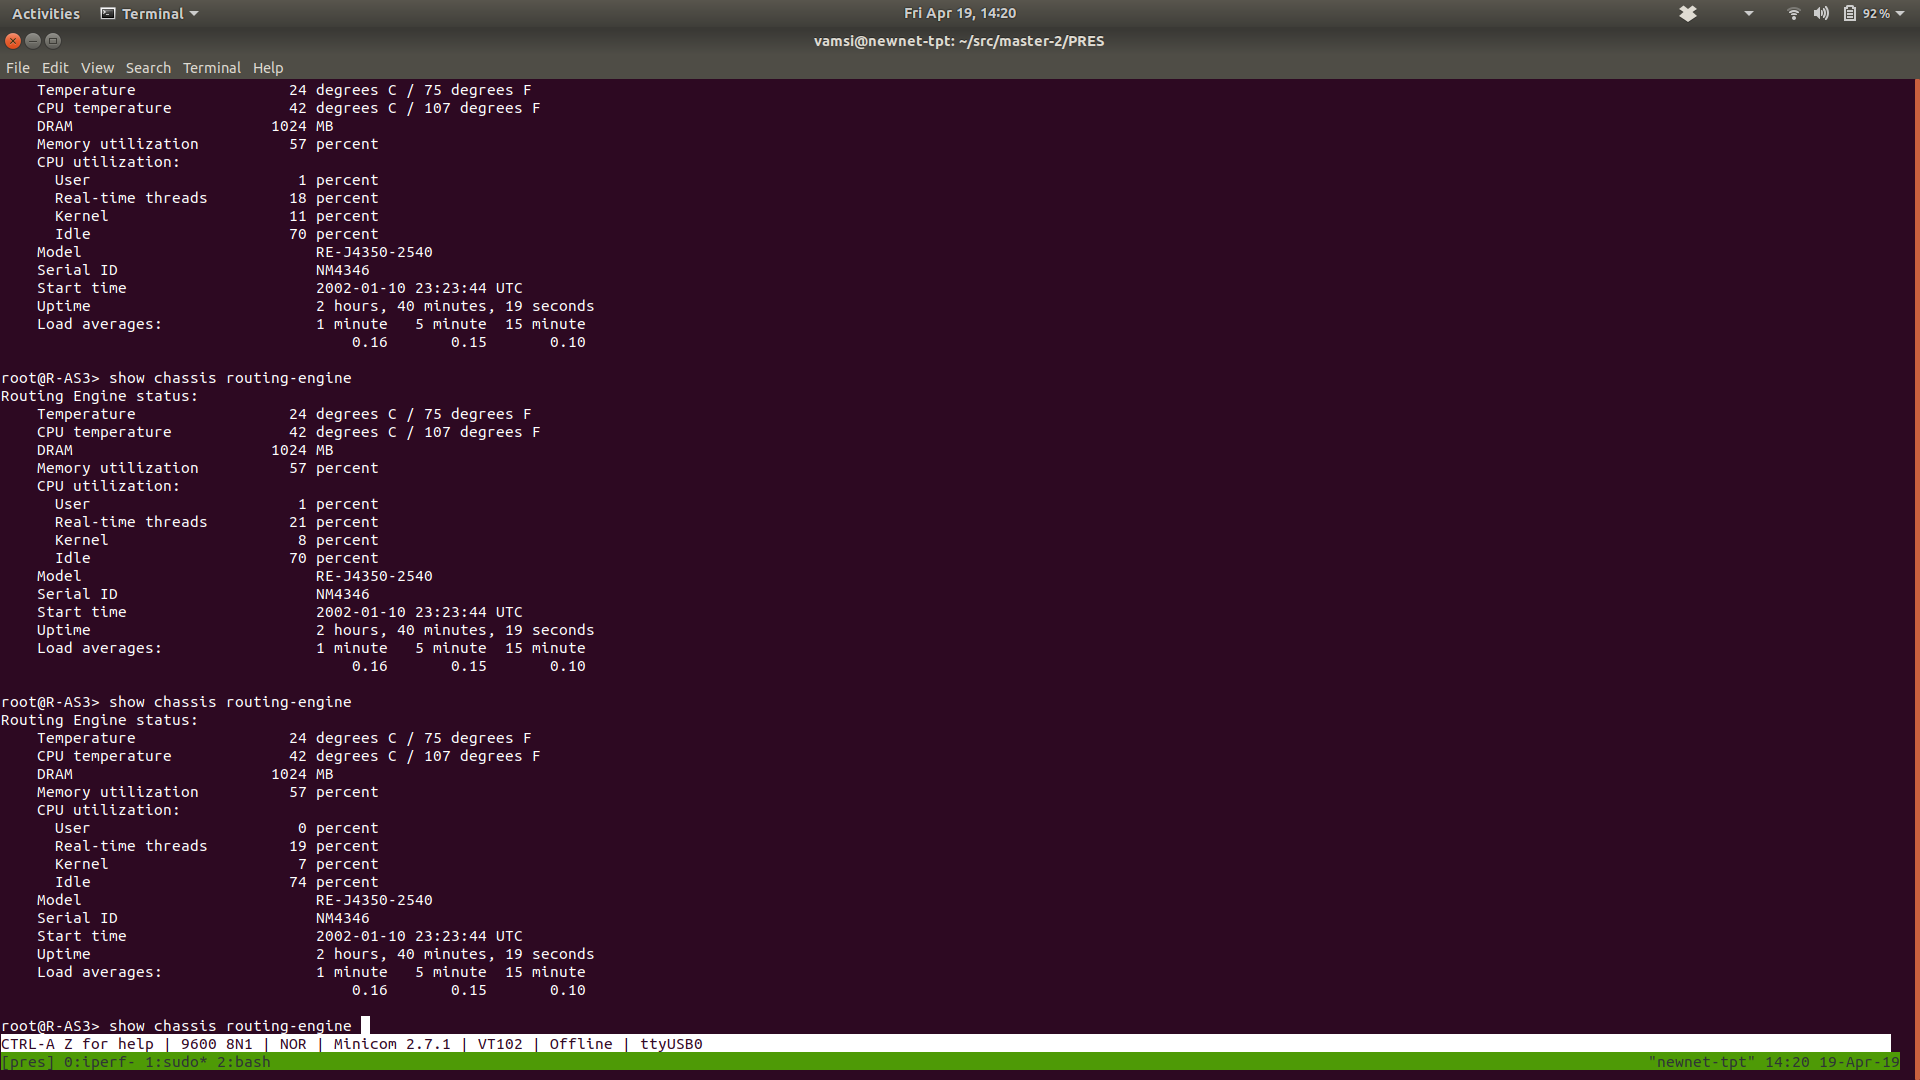 Activities Terminal Fri Apr 19, 14:20 92 %
vamsi@newnet-tpt: ~/src/master-2/PRES
File Edit View Search Terminal Help
    Temperature                 24 degrees C / 75 degrees F
    CPU temperature             42 degrees C / 107 degrees F
    DRAM                      1024 MB
    Memory utilization          57 percent
    CPU utilization:
      User                       1 percent
      Real-time threads         18 percent
      Kernel                    11 percent
      Idle                      70 percent
    Model                          RE-J4350-2540
    Serial ID                      NM4346
    Start time                     2002-01-10 23:23:44 UTC
    Uptime                         2 hours, 40 minutes, 19 seconds
    Load averages:                 1 minute   5 minute  15 minute
                                       0.16       0.15       0.10
root@R-AS3> show chassis routing-engine
Routing Engine status:
    Temperature                 24 degrees C / 75 degrees F
    CPU temperature             42 degrees C / 107 degrees F
    DRAM                      1024 MB
    Memory utilization          57 percent
    CPU utilization:
      User                       1 percent
      Real-time threads         21 percent
      Kernel                     8 percent
      Idle                      70 percent
    Model                          RE-J4350-2540
    Serial ID                      NM4346
    Start time                     2002-01-10 23:23:44 UTC
    Uptime                         2 hours, 40 minutes, 19 seconds
    Load averages:                 1 minute   5 minute  15 minute
                                       0.16       0.15       0.10
root@R-AS3> show chassis routing-engine
Routing Engine status:
    Temperature                 24 degrees C / 75 degrees F
    CPU temperature             42 degrees C / 107 degrees F
    DRAM                      1024 MB
    Memory utilization          57 percent
    CPU utilization:
      User                       0 percent
      Real-time threads         19 percent
      Kernel                     7 percent
      Idle                      74 percent
    Model                          RE-J4350-2540
    Serial ID                      NM4346
    Start time                     2002-01-10 23:23:44 UTC
    Uptime                         2 hours, 40 minutes, 19 seconds
    Load averages:                 1 minute   5 minute  15 minute
                                       0.16       0.15       0.10
root@R-AS3> show chassis routing-engine
CTRL-A Z for help | 9600 8N1 | NOR | Minicom 2.7.1 | VT102 | Offline | ttyUSB0
[pres] 0:iperf- 1:sudo* 2:bash "newnet-tpt" 14:20 19-Apr-19